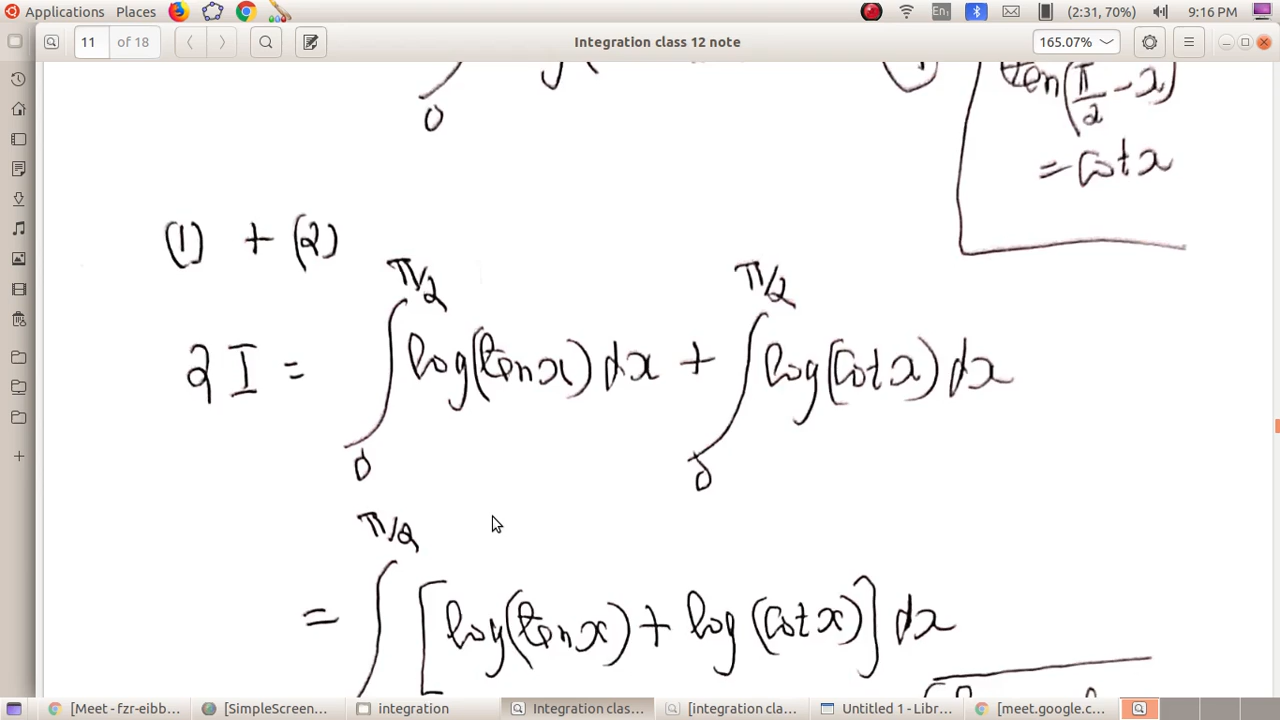 Applications Places En1 (2:31, 70%) 9:16 PM
11 of 18 Integration class 12 note 165.07%
0
tan(π/2 - x)
= cot x
(1) + (2)
2I = ∫₀^π/2 log(tan x) dx + ∫₀^π/2 log(cot x) dx
= ∫^π/2 [log(tan x) + log(cot x)] dx
[Meet - fzr-eibb... [SimpleScreen... integration Integration clas... [integration cla... Untitled 1 - Libr... [meet.google.c...